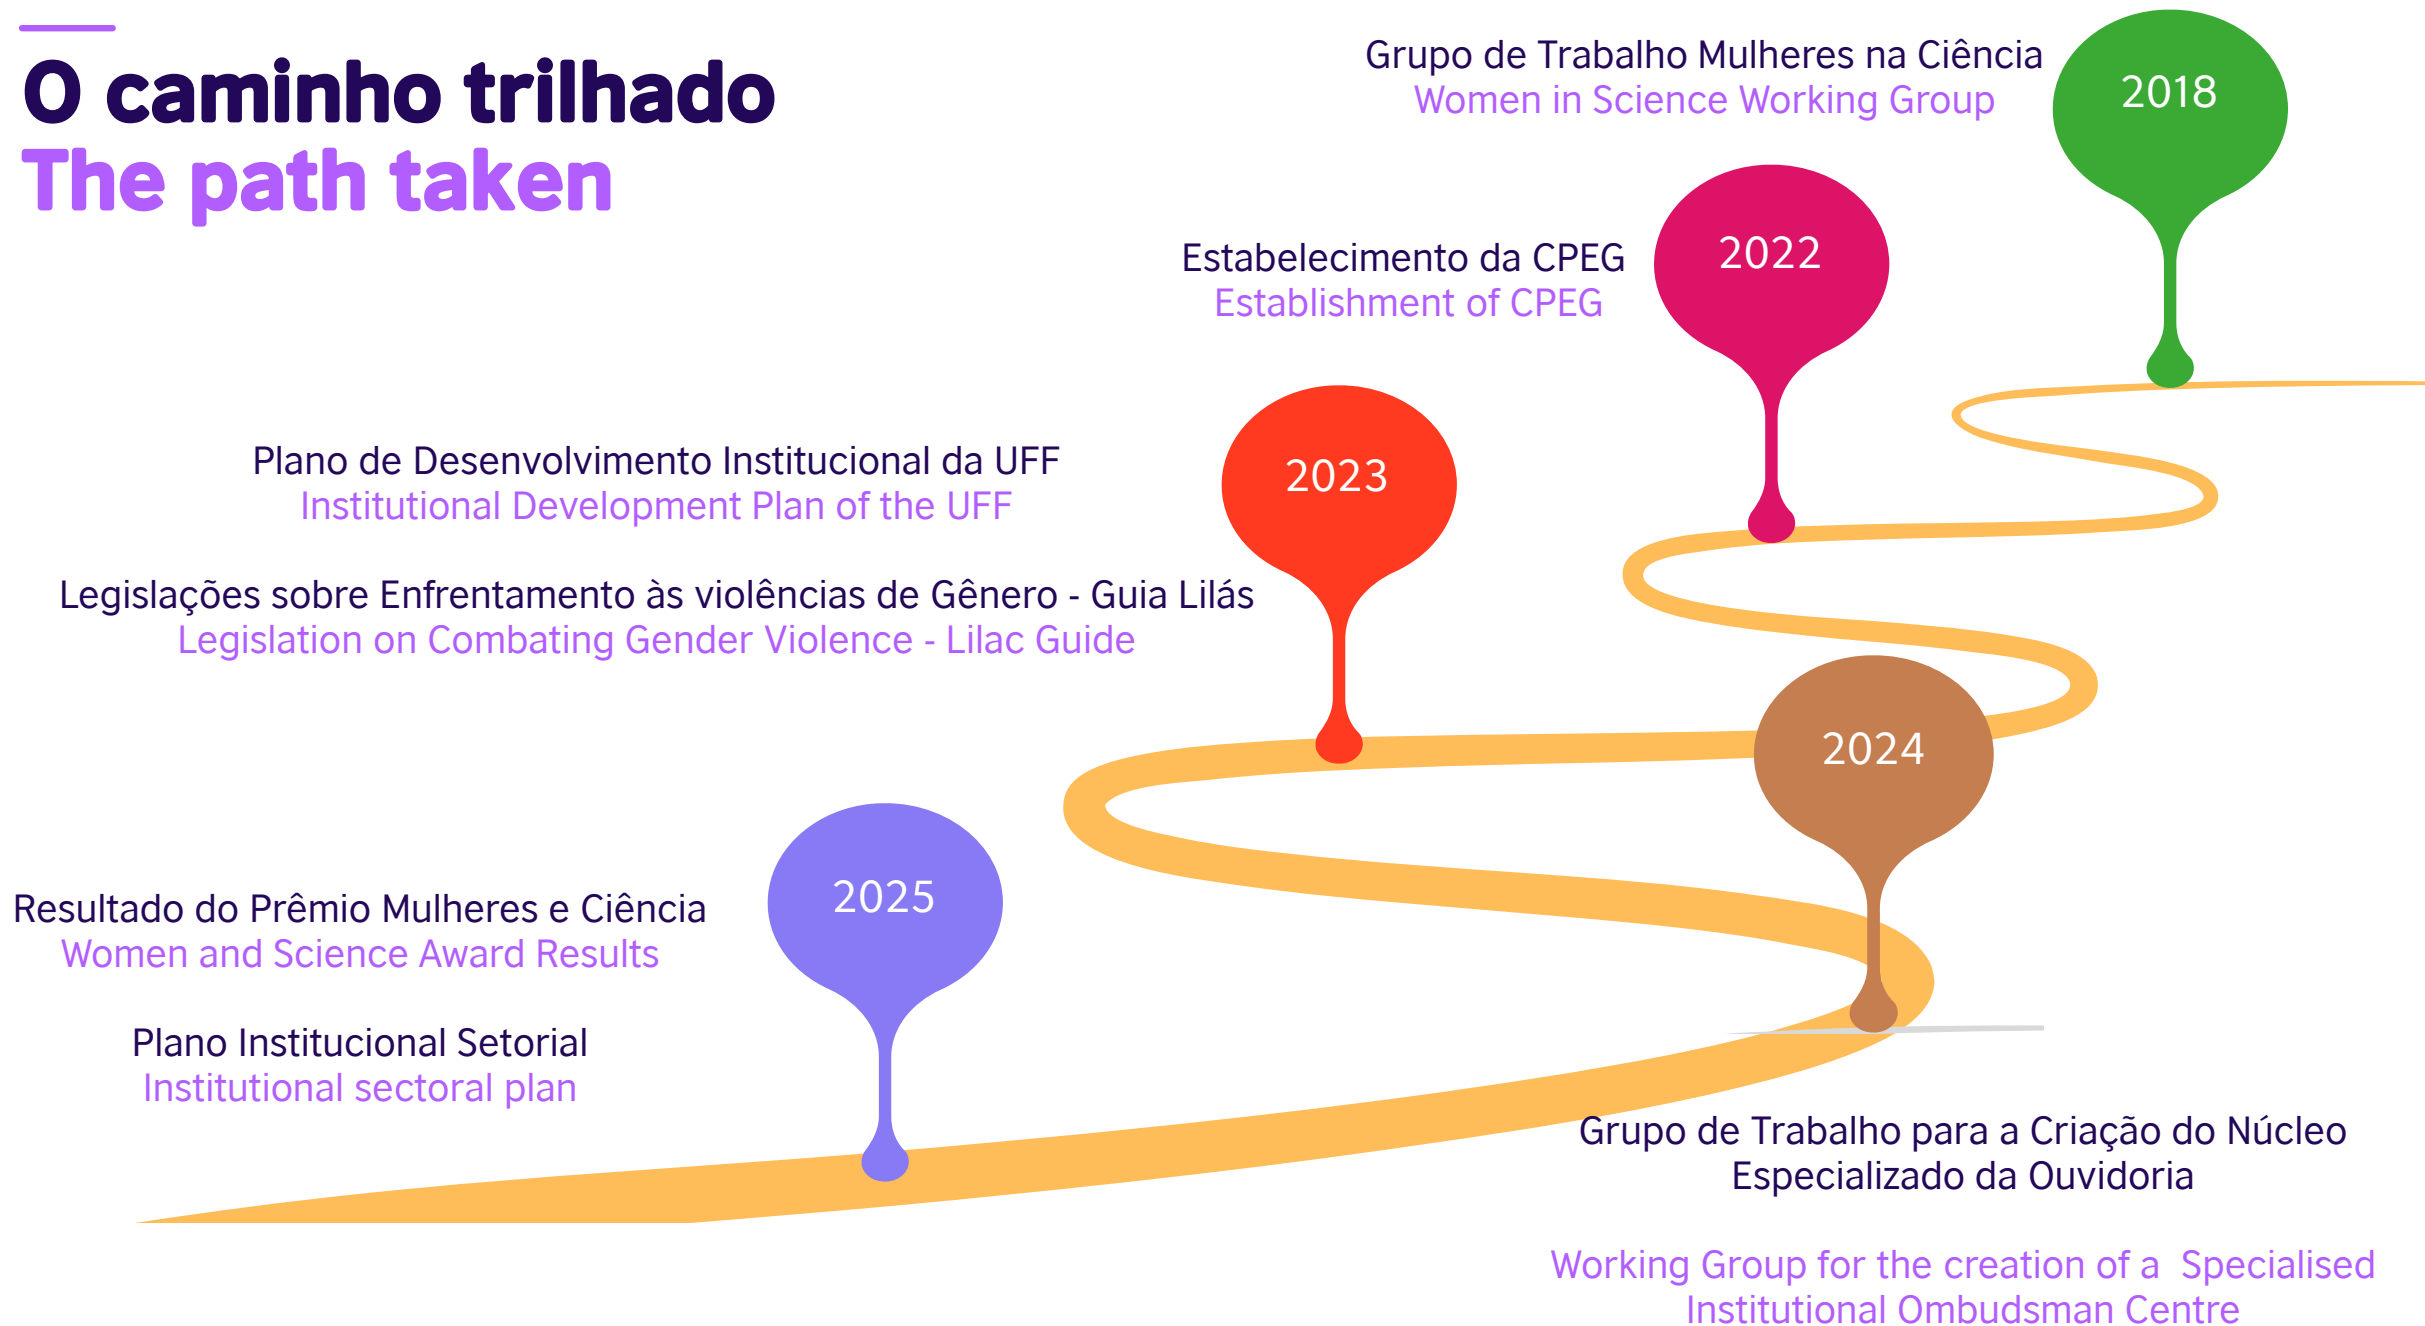 O caminho trilhado
The path taken
Grupo de Trabalho Mulheres na Ciência
Women in Science Working Group
2018
Estabelecimento da CPEG
Establishment of CPEG
2022
Plano de Desenvolvimento Institucional da UFF
Institutional Development Plan of the UFF
Legislações sobre Enfrentamento às violências de Gênero - Guia Lilás
Legislation on Combating Gender Violence - Lilac Guide
2023
2024
Grupo de Trabalho para a Criação do Núcleo
Especializado da Ouvidoria
Working Group for the creation of a  Specialised
Institutional Ombudsman Centre
2025
Resultado do Prêmio Mulheres e Ciência
Women and Science Award Results
Plano Institucional Setorial
Institutional sectoral plan